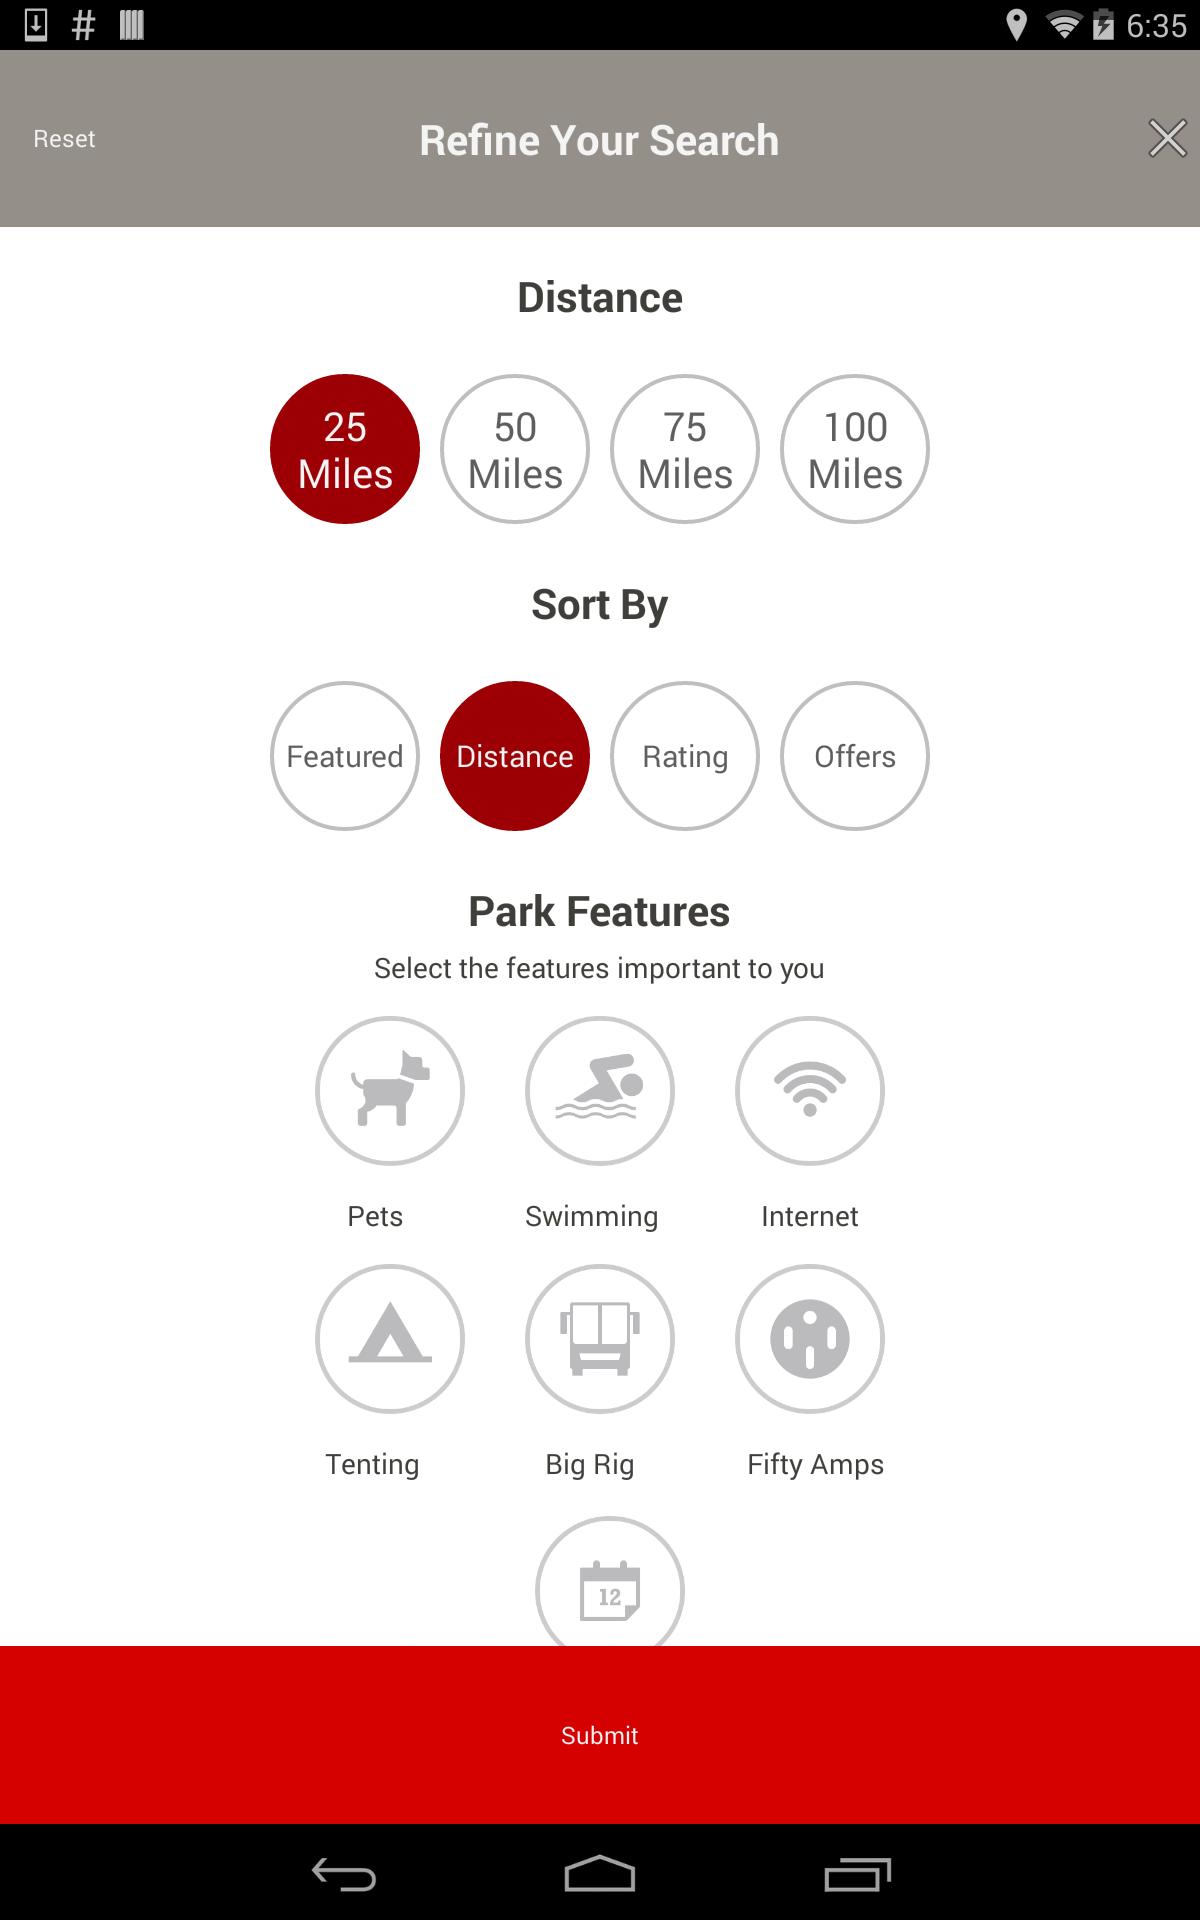 6:35
Reset
Refine Your Search
Distance
25 Miles
50 Miles
75 Miles
100 Miles
Sort By
Featured
Distance
Rating
Offers
Park Features
Select the features important to you
Pets
Swimming
Internet
Tenting
Big Rig
Fifty Amps
12
Submit